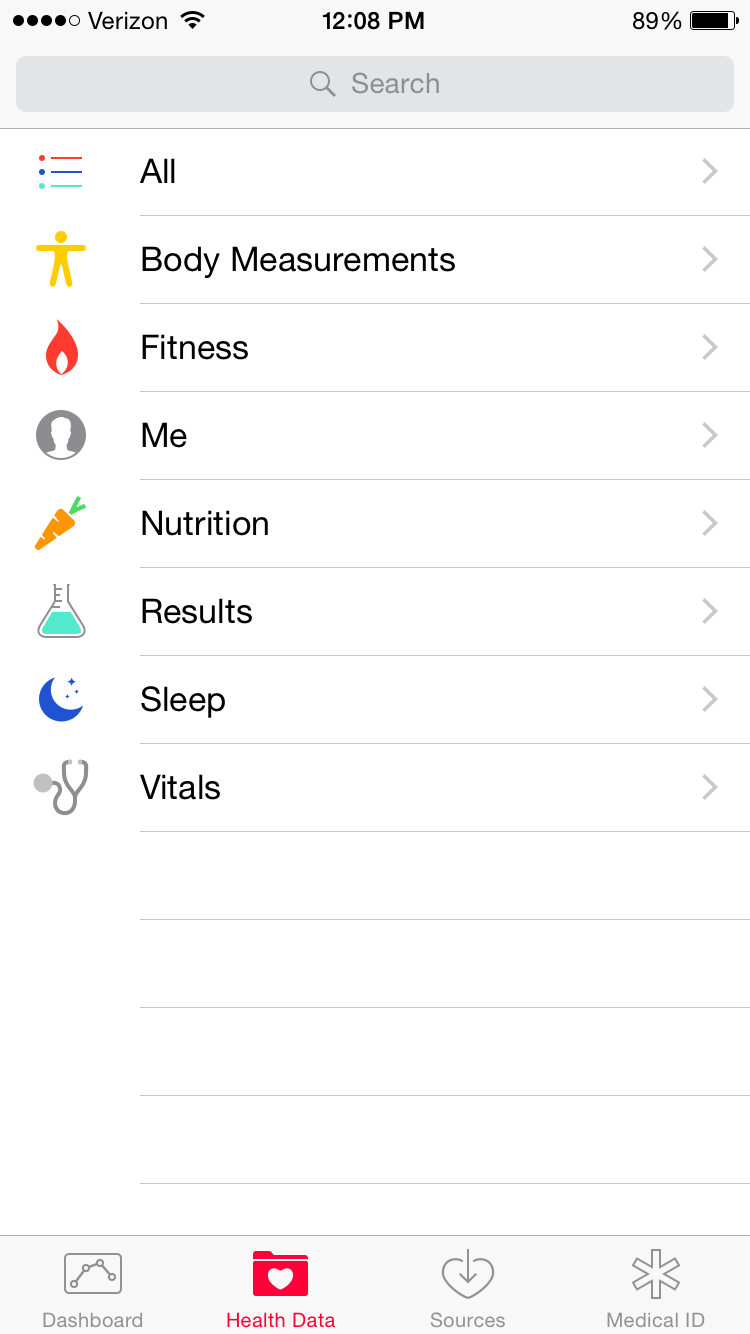 Verizon 12:08 PM 89%
Search
All
Body Measurements
Fitness
Me
Nutrition
Results
Sleep
Vitals
Dashboard Health Data Sources Medical ID